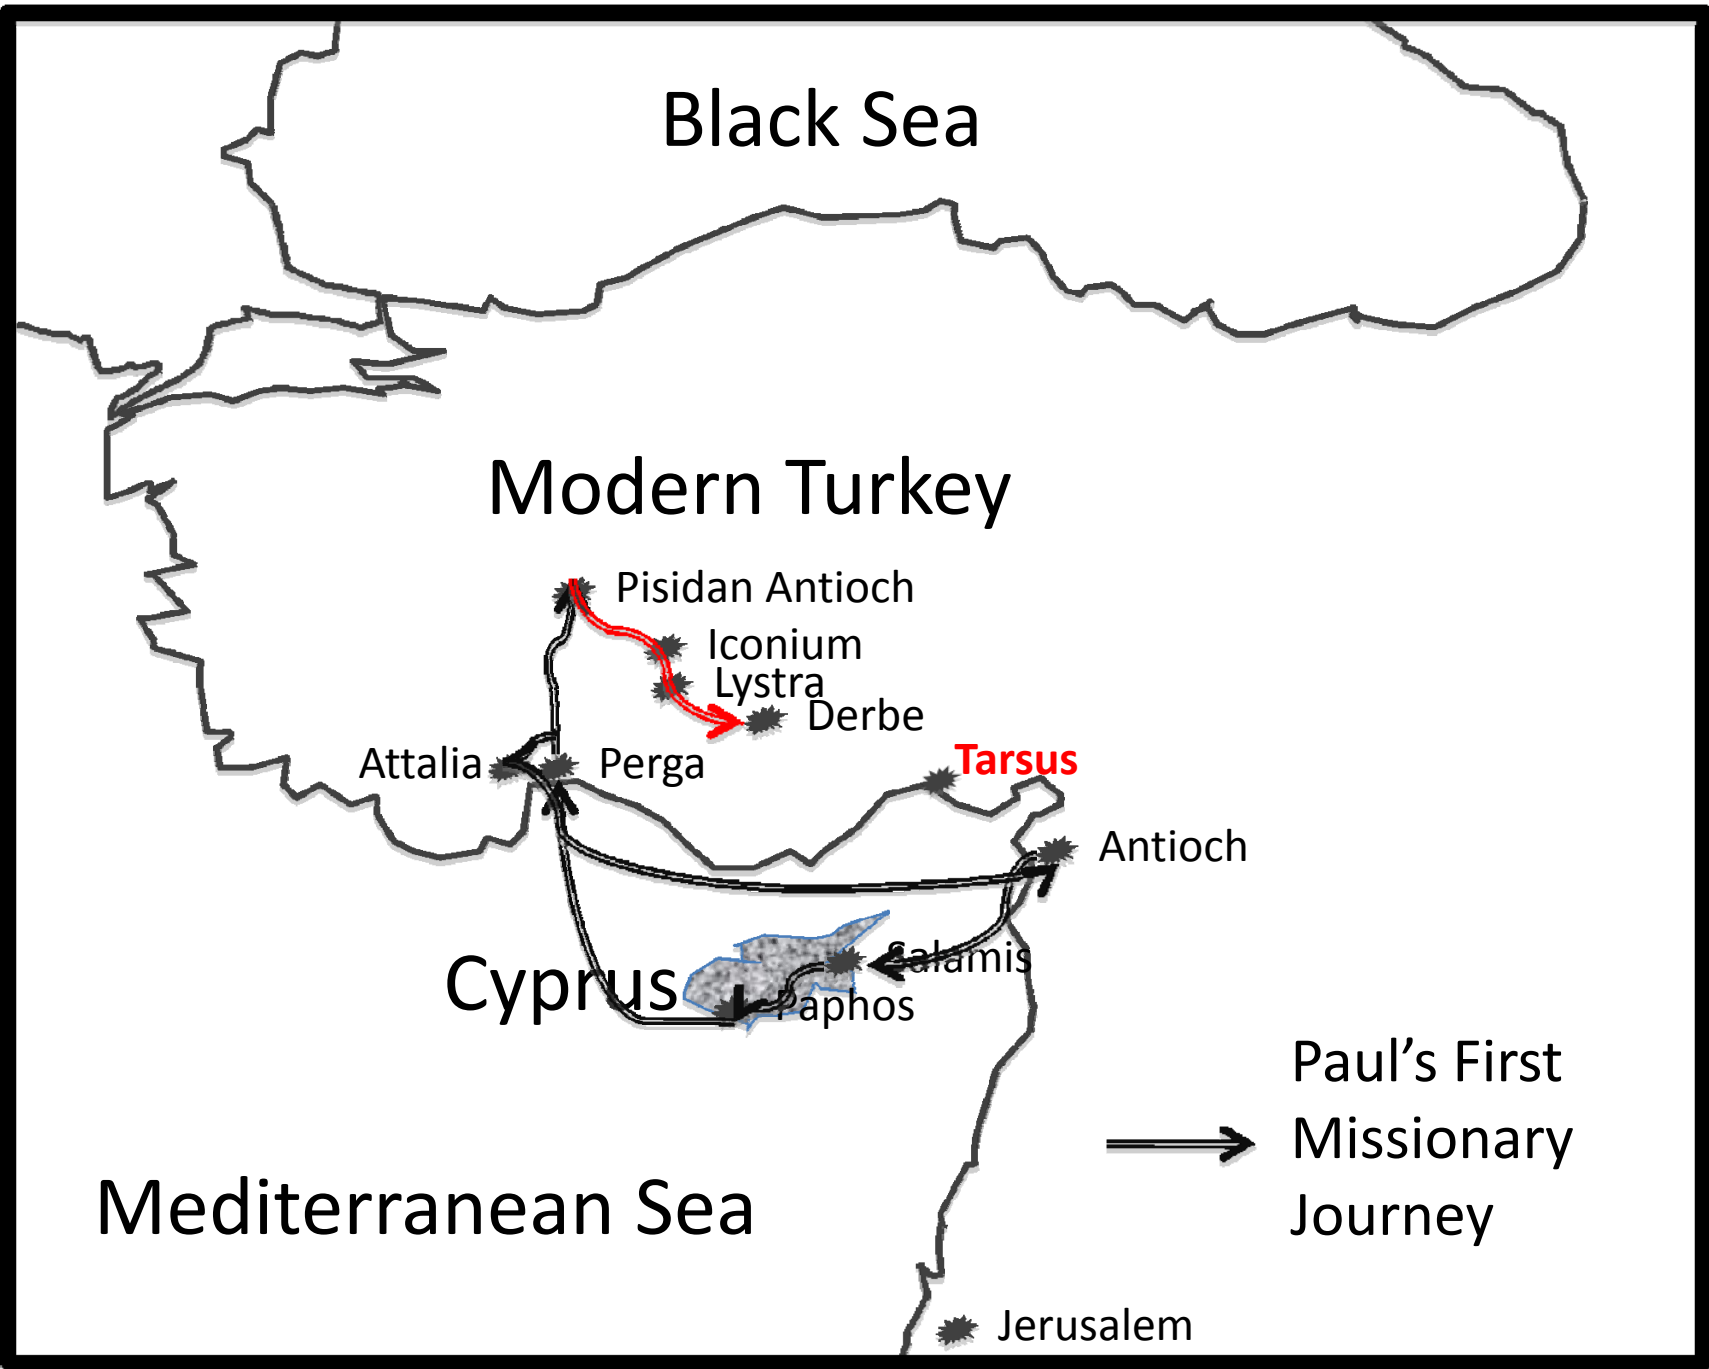 Black Sea
Modern Turkey
Pisidan Antioch
Iconium
Lystra
Derbe
Attalia
Perga
Tarsus
Antioch
Salamis
Cyprus
Paphos
Paul’s First
Missionary
Journey
Mediterranean Sea
Jerusalem